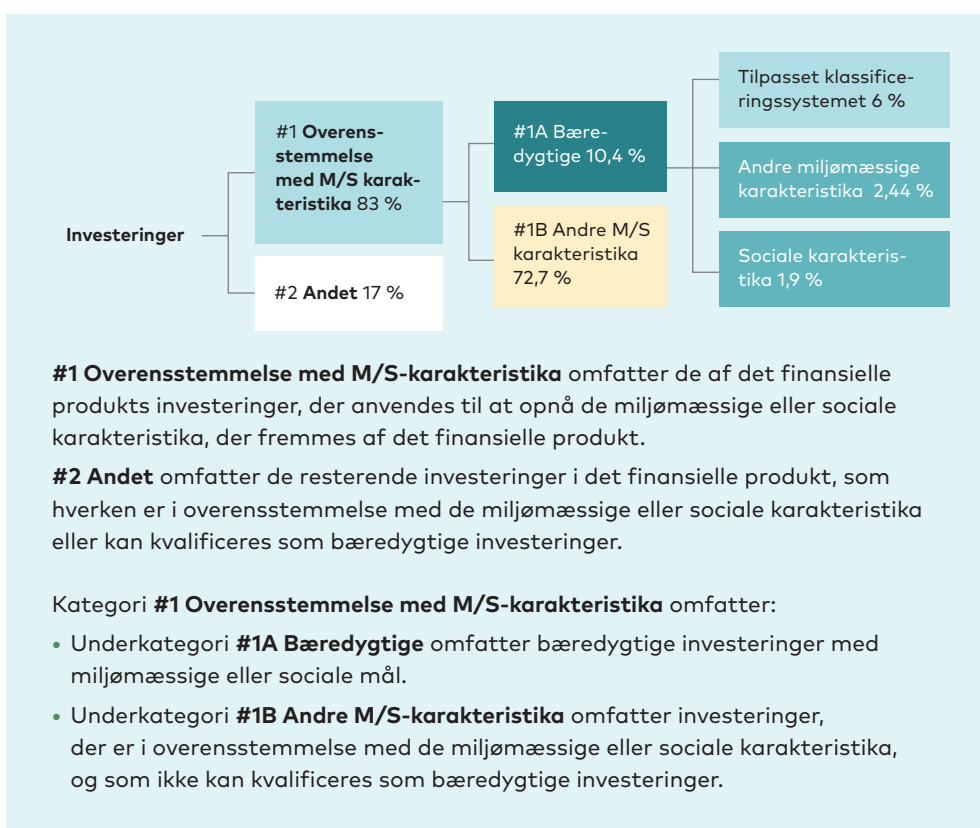 Investeringer
#1 Overens-
stemmelse
med M/S karak-
teristika 83 %
#2 Andet 17 %
#1A Bære-
dygtige 10,4 %
#1B Andre M/S
karakteristika
72,7 %
Tilpasset klassifice-
ringssystemet 6 %
Andre miljømæssige
karakteristika 2,44 %
Sociale karakteris-
tika 1,9 %
#1 Overensstemmelse med M/S-karakteristika omfatter de af det finansielle
produkts investeringer, der anvendes til at opnå de miljømæssige eller sociale
karakteristika, der fremmes af det finansielle produkt.
#2 Andet omfatter de resterende investeringer i det finansielle produkt, som
hverken er i overensstemmelse med de miljømæssige eller sociale karakteristika
eller kan kvalificeres som bæredygtige investeringer.
Kategori #1 Overensstemmelse med M/S-karakteristika omfatter:
• Underkategori #1A Bæredygtige omfatter bæredygtige investeringer med
miljømæssige eller sociale mål.
• Underkategori #1B Andre M/S-karakteristika omfatter investeringer,
der er i overensstemmelse med de miljømæssige eller sociale karakteristika,
og som ikke kan kvalificeres som bæredygtige investeringer.